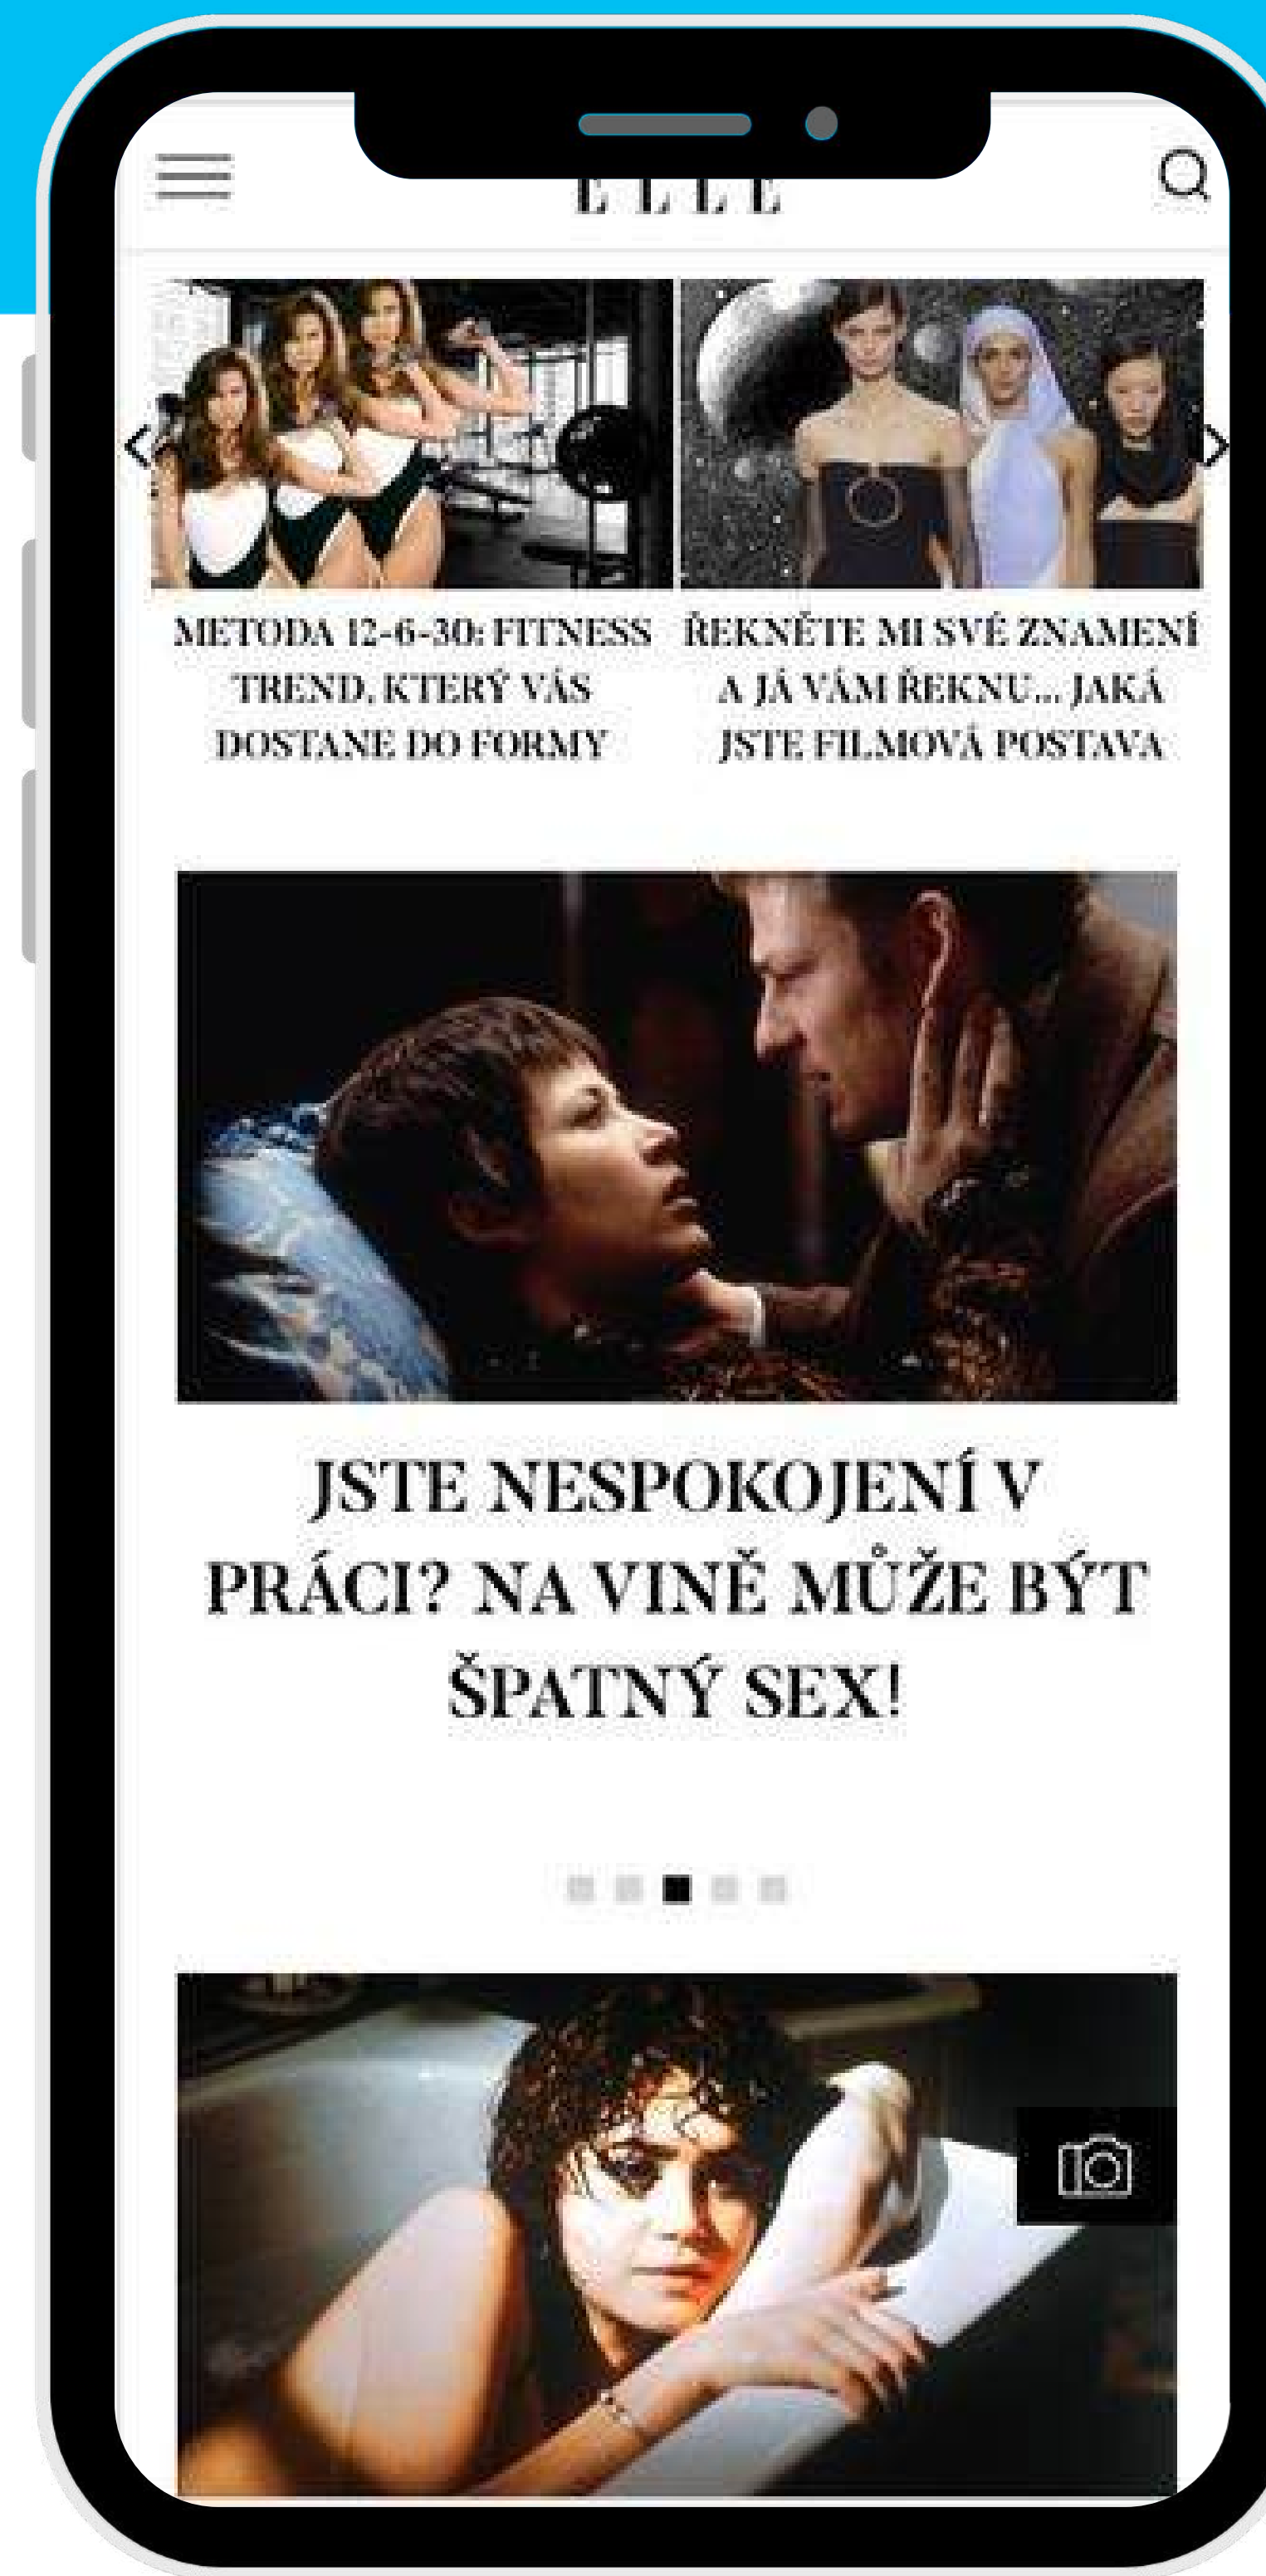 ELLE
METODA 12-6-30: FITNESS
TREND, KTERÝ VÁS
DOSTANE DO FORMY
ŘEKNĚTE MI SVÉ ZNAMENÍ
A JÁ VÁM ŘEKNU... JAKÁ
JSTE FILMOVÁ POSTAVA
JSTE NESPOKOJENÍ V
PRÁCI? NA VINĚ MŮŽE BÝT
ŠPATNÝ SEX!